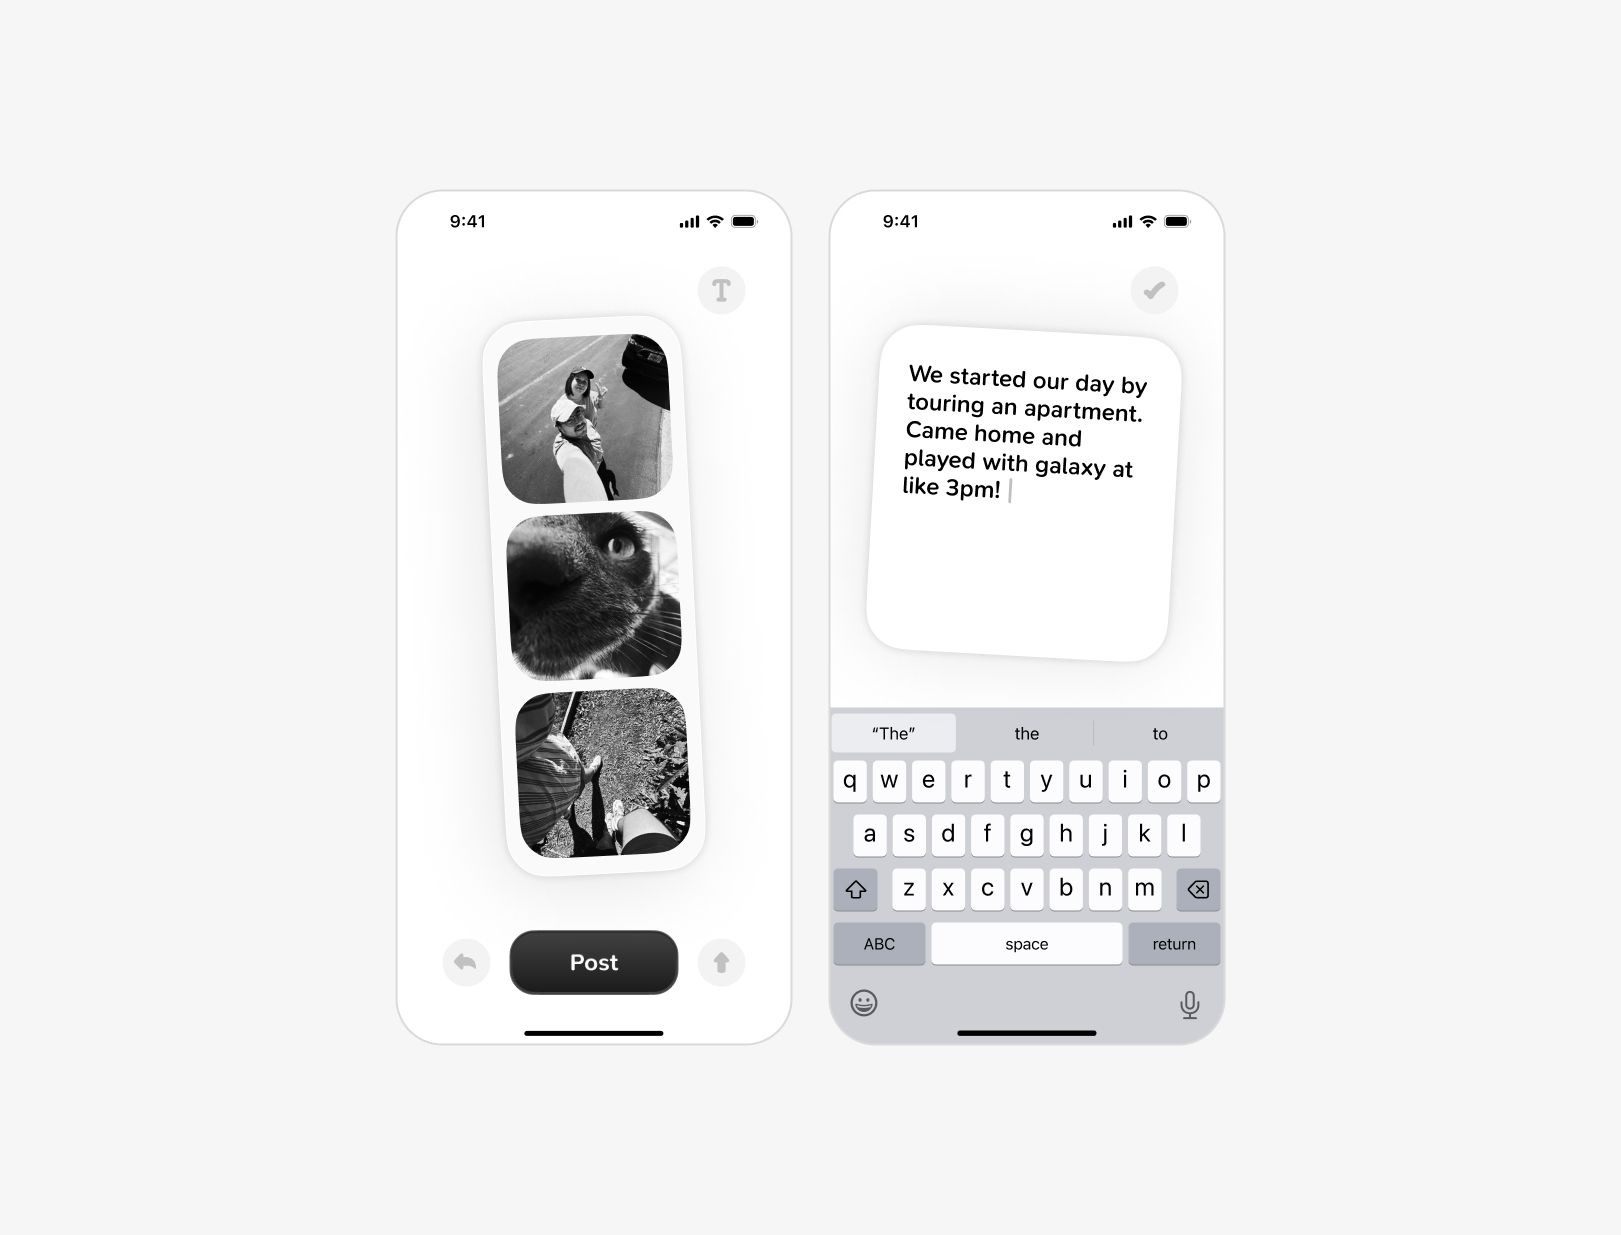 9:41
T
Post
9:41
We started our day by
touring an apartment.
Came home and
played with galaxy at
like 3pm!
“The” the to
q w e r t y u i o p
a s d f g h j k l
z x c v b n m
ABC space return